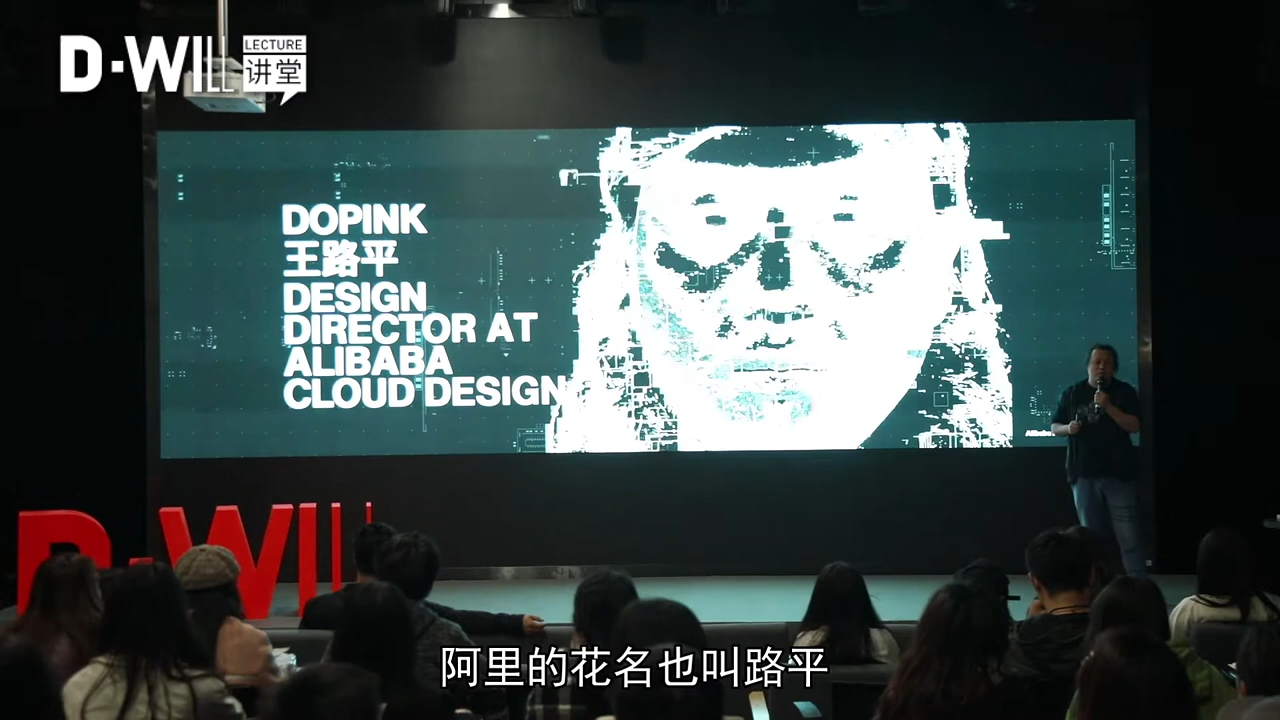 D·WILL
LECTURE
讲堂
DOPINK
王路平
DESIGN
DIRECTOR AT
ALIBABA
CLOUD DESIGN
D·WILL
阿里的花名也叫路平